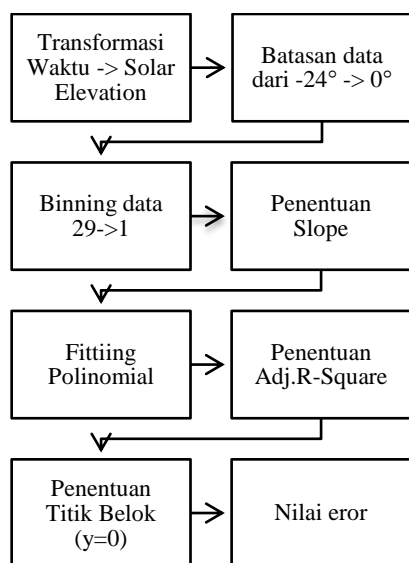 Transformasi
Waktu -> Solar
Elevation
Batasan data
dari -24° -> 0°
Binning data
29->1
Penentuan
Slope
Fittiing
Polinomial
Penentuan
Adj.R-Square
Penentuan
Titik Belok
(y=0)
Nilai eror